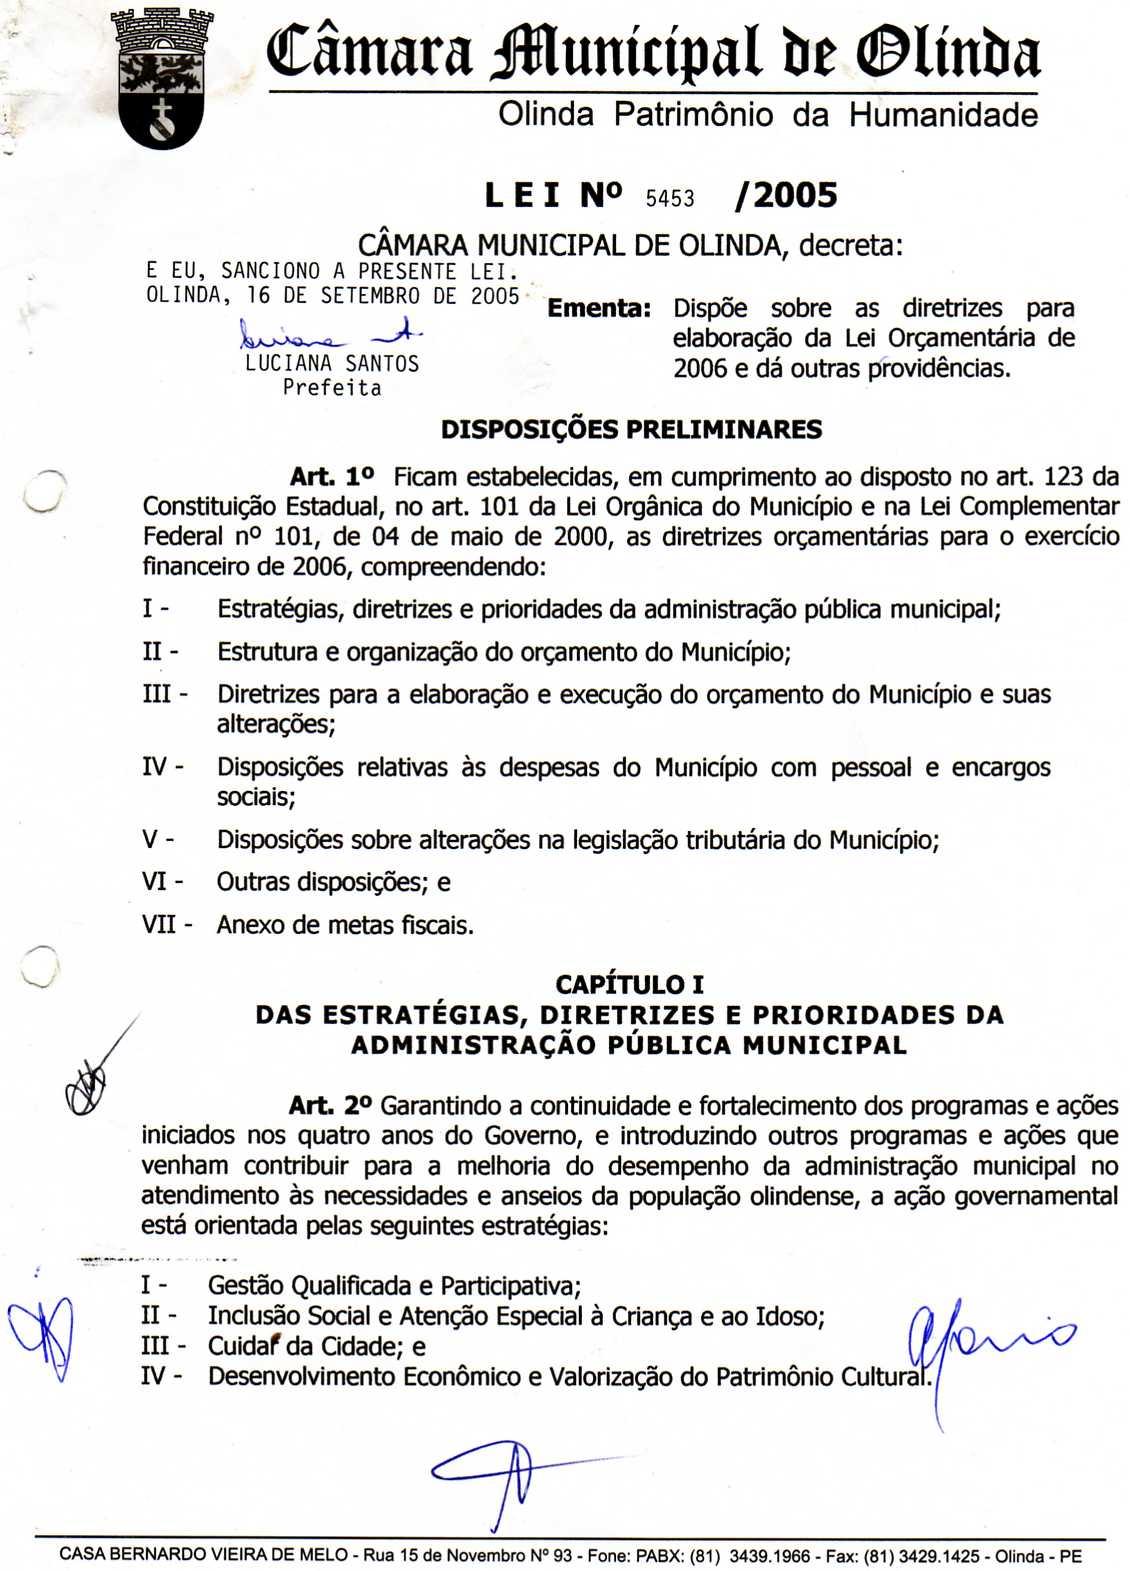 Câmara Municipal de Olinda
Olinda Patrimônio da Humanidade
LEI Nº 5453 /2005
CÂMARA MUNICIPAL DE OLINDA, decreta:
E EU, SANCIONO A PRESENTE LEI.
OLINDA, 16 DE SETEMBRO DE 2005
LUCIANA SANTOS
Prefeita
Ementa: Dispõe sobre as diretrizes para
elaboração da Lei Orçamentária de
2006 e dá outras providências.
DISPOSIÇÕES PRELIMINARES
Art. 1º Ficam estabelecidas, em cumprimento ao disposto no art. 123 da
Constituição Estadual, no art. 101 da Lei Orgânica do Município e na Lei Complementar
Federal nº 101, de 04 de maio de 2000, as diretrizes orçamentárias para o exercício
financeiro de 2006, compreendendo:
I - Estratégias, diretrizes e prioridades da administração pública municipal;
II - Estrutura e organização do orçamento do Município;
III - Diretrizes para a elaboração e execução do orçamento do Município e suas
alterações;
IV - Disposições relativas às despesas do Município com pessoal e encargos
sociais;
V - Disposições sobre alterações na legislação tributária do Município;
VI - Outras disposições; e
VII - Anexo de metas fiscais.
CAPÍTULO I
DAS ESTRATÉGIAS, DIRETRIZES E PRIORIDADES DA
ADMINISTRAÇÃO PÚBLICA MUNICIPAL
Art. 2º Garantindo a continuidade e fortalecimento dos programas e ações
iniciados nos quatro anos do Governo, e introduzindo outros programas e ações que
venham contribuir para a melhoria do desempenho da administração municipal no
atendimento às necessidades e anseios da população olindense, a ação governamental
está orientada pelas seguintes estratégias:
I - Gestão Qualificada e Participativa;
II - Inclusão Social e Atenção Especial à Criança e ao Idoso;
III - Cuidar da Cidade; e
IV - Desenvolvimento Econômico e Valorização do Patrimônio Cultural.
CASA BERNARDO VIEIRA DE MELO - Rua 15 de Novembro Nº 93 - Fone: PABX: (81) 3439.1966 - Fax: (81) 3429.1425 - Olinda - PE